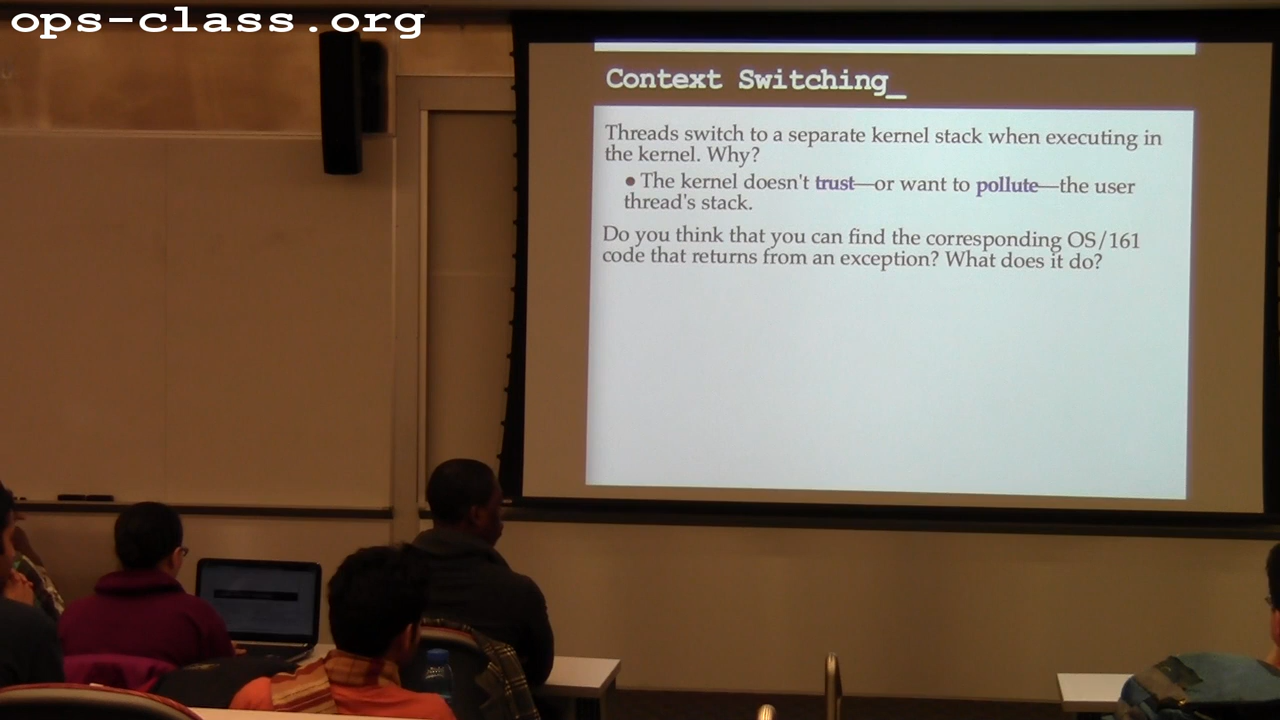 ops-class.org
Context Switching_
Threads switch to a separate kernel stack when executing in
the kernel. Why?
● The kernel doesn't trust—or want to pollute—the user
thread's stack.
Do you think that you can find the corresponding OS/161
code that returns from an exception? What does it do?